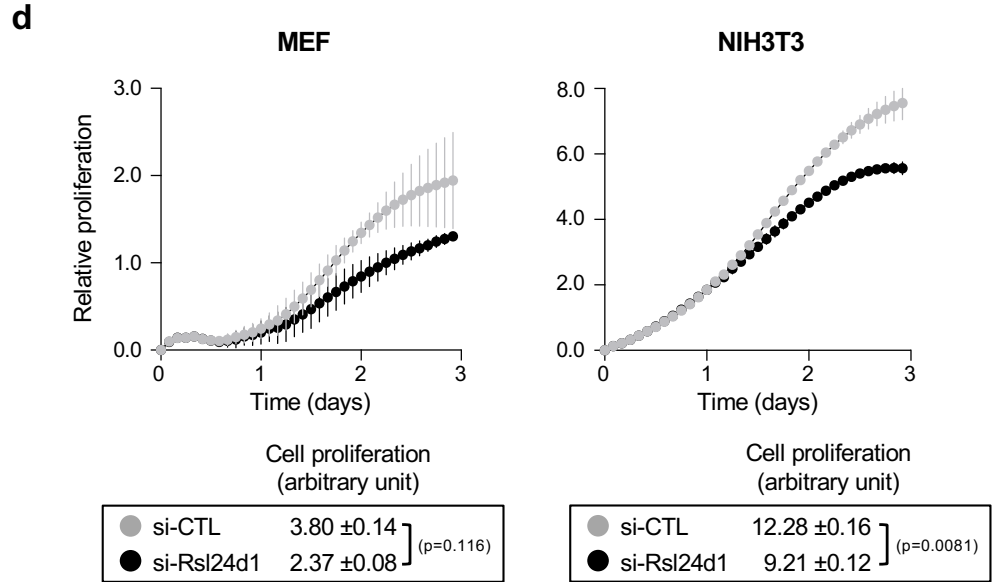 d
MEF
NIH3T3
Relative proliferation
3.0
2.0
1.0
0.0
0 1 2 3
Time (days)
8.0
6.0
4.0
2.0
0.0
0 1 2 3
Time (days)
Cell proliferation
(arbitrary unit)
si-CTL 3.80 ±0.14
si-Rsl24d1 2.37 ±0.08
(p=0.116)
Cell proliferation
(arbitrary unit)
si-CTL 12.28 ±0.16
si-Rsl24d1 9.21 ±0.12
(p=0.0081)